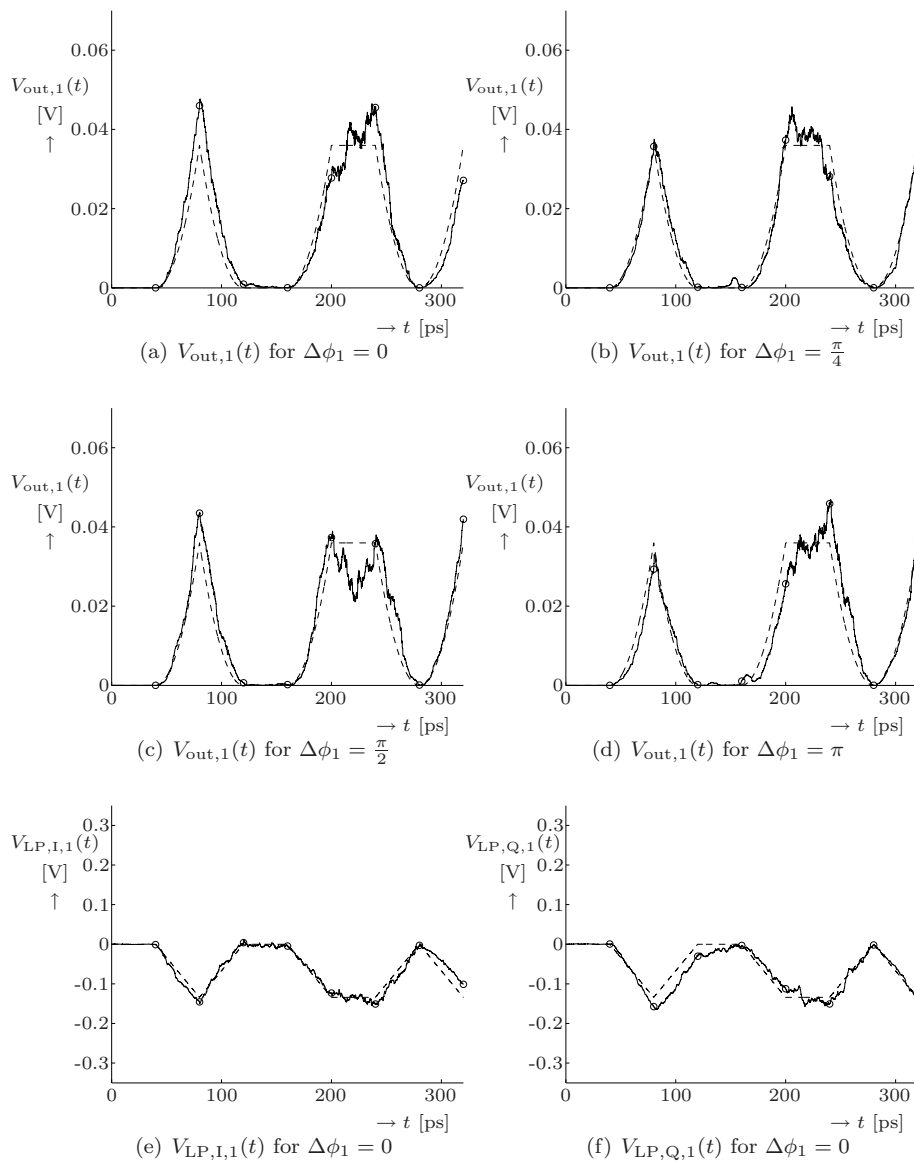 0.06
V_out,1(t)
[V]
↑
0.04
0.02
0
0 100 200 300
→ t [ps]
(a) V_out,1(t) for Δϕ_1 = 0
0.06
V_out,1(t)
[V]
↑
0.04
0.02
0
0 100 200 300
→ t [ps]
(b) V_out,1(t) for Δϕ_1 = π/4
0.06
V_out,1(t)
[V]
↑
0.04
0.02
0
0 100 200 300
→ t [ps]
(c) V_out,1(t) for Δϕ_1 = π/2
0.06
V_out,1(t)
[V]
↑
0.04
0.02
0
0 100 200 300
→ t [ps]
(d) V_out,1(t) for Δϕ_1 = π
0.3
V_LP,I,1(t)
0.2
[V]
↑
0.1
0
-0.1
-0.2
-0.3
0 100 200 300
→ t [ps]
(e) V_LP,I,1(t) for Δϕ_1 = 0
0.3
V_LP,Q,1(t)
0.2
[V]
↑
0.1
0
-0.1
-0.2
-0.3
0 100 200 300
→ t [ps]
(f) V_LP,Q,1(t) for Δϕ_1 = 0